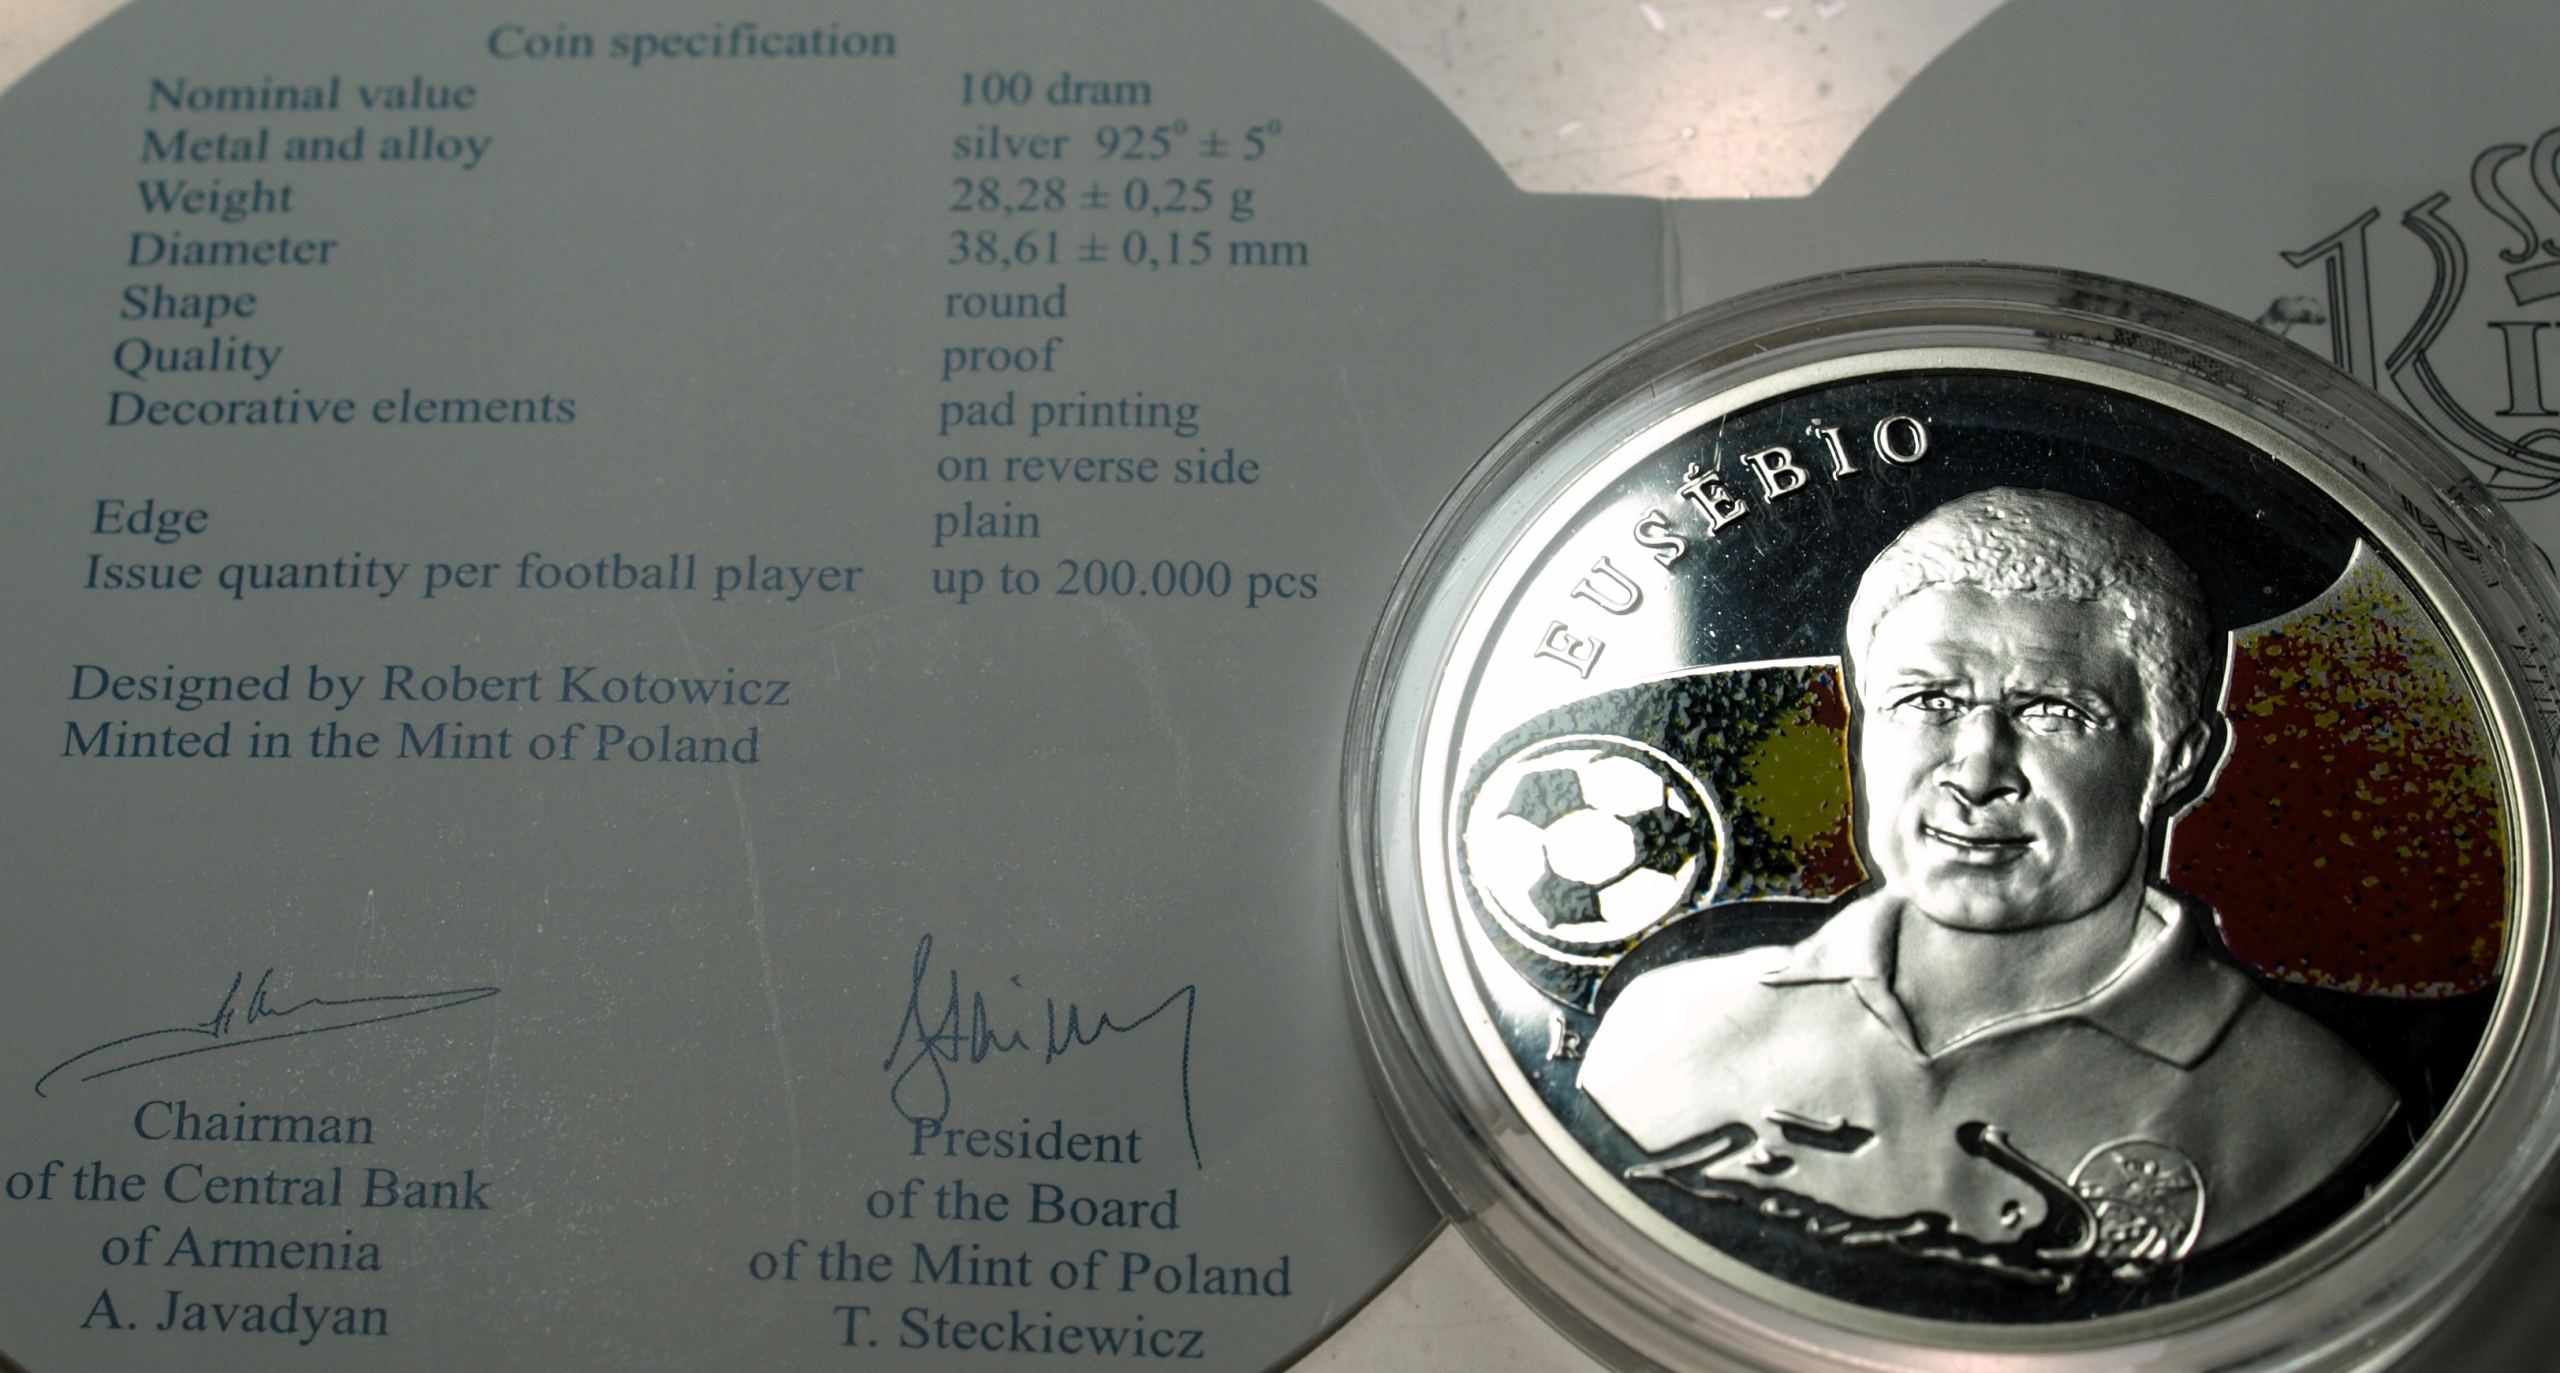 Coin specification
Nominal value 100 dram
Metal and alloy silver 925⁰ ± 5⁰
Weight 28,28 ± 0,25 g
Diameter 38,61 ± 0,15 mm
Shape round
Quality proof
Decorative elements pad printing
on reverse side
Edge plain
Issue quantity per football player up to 200.000 pcs
Designed by Robert Kotowicz
Minted in the Mint of Poland
Chairman
of the Central Bank
of Armenia
A. Javadyan
President
of the Board
of the Mint of Poland
T. Steckiewicz
EUSÉBIO